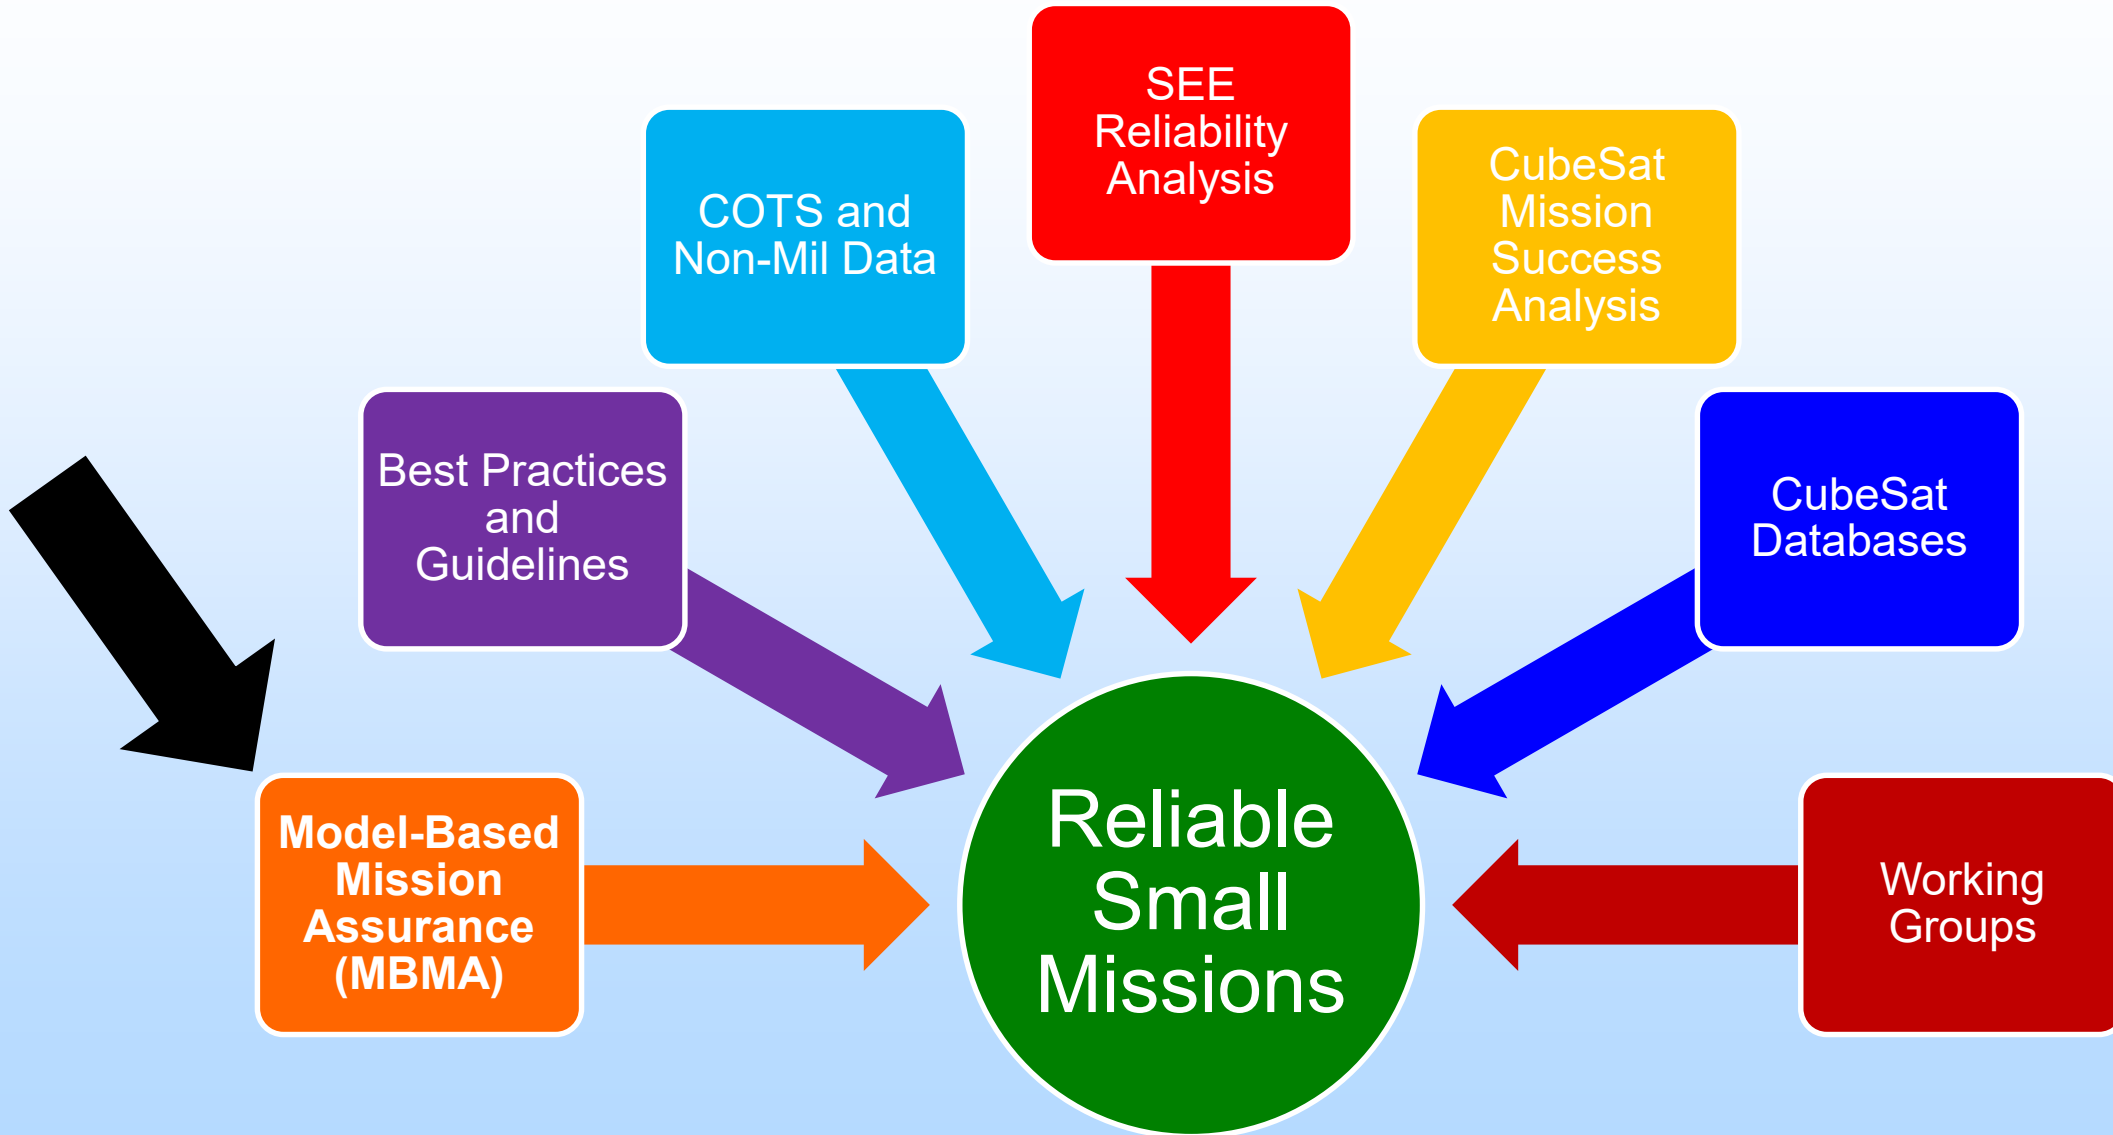 SEE
Reliability
Analysis
COTS and
Non-Mil Data
CubeSat
Mission
Success
Analysis
Best Practices
and
Guidelines
CubeSat
Databases
Model-Based
Mission
Assurance
(MBMA)
Reliable
Small
Missions
Working
Groups